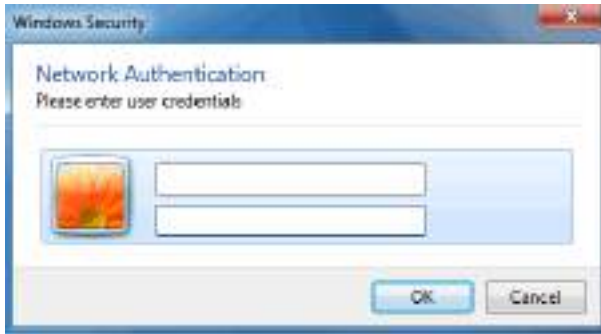 Windows Security
Network Authentication
Please enter user credentials
OK
Cancel